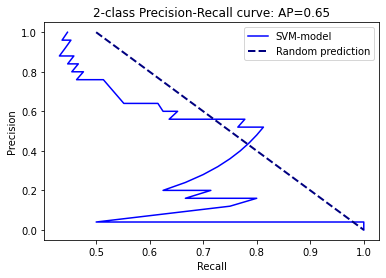 2-class Precision-Recall curve: AP=0.65
SVM-model
Random prediction
Precision
1.0
0.8
0.6
0.4
0.2
0.0
0.5 0.6 0.7 0.8 0.9 1.0
Recall